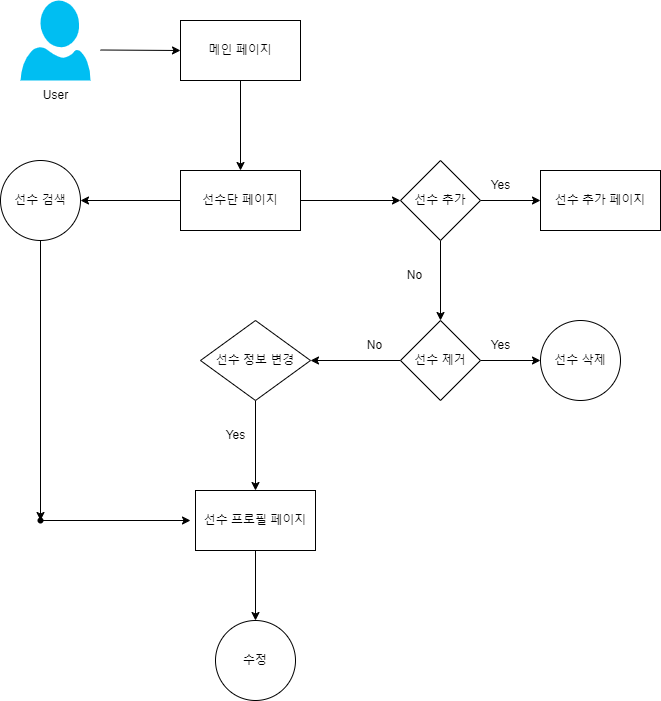 메인 페이지
User
선수 검색
선수단 페이지
선수 추가
Yes
선수 추가 페이지
No
선수 정보 변경
No
선수 제거
Yes
선수 삭제
Yes
선수 프로필 페이지
수정